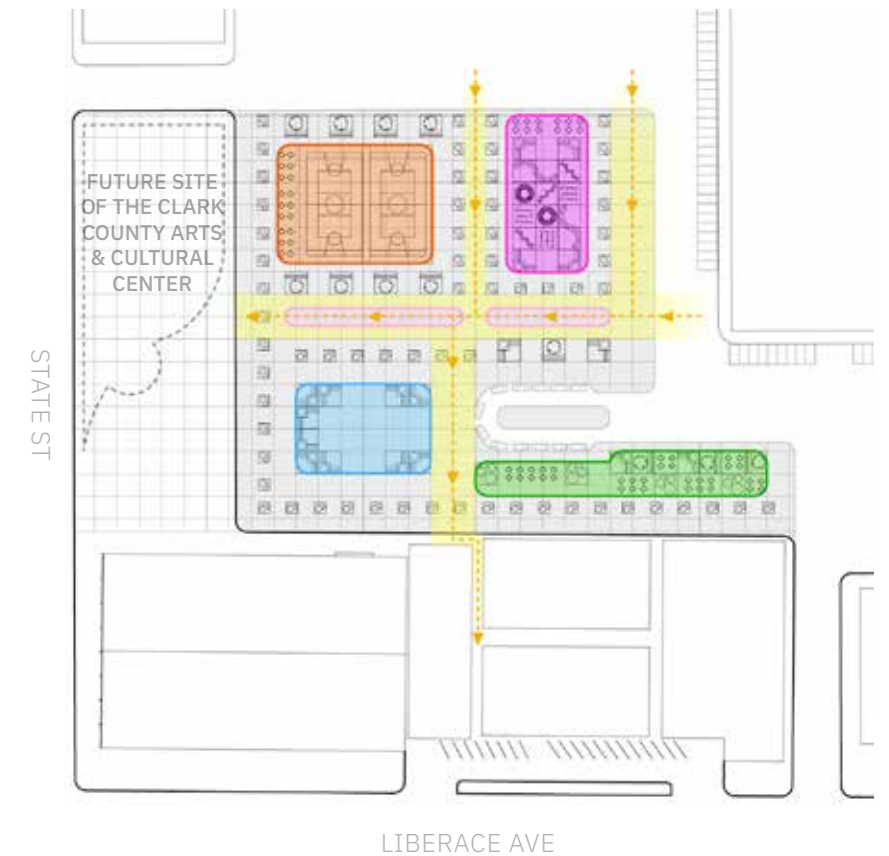 FUTURE SITE
OF THE CLARK
COUNTY ARTS
& CULTURAL
CENTER
STATE ST
LIBERACE AVE